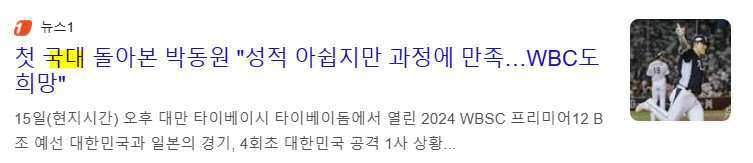 뉴스1
첫 국대 돌아본 박동원 "성적 아쉽지만 과정에 만족…WBC도
희망"
15일(현지시간) 오후 대만 타이베이시 타이베이돔에서 열린 2024 WBSC 프리미어12 B
조 예선 대한민국과 일본의 경기, 4회초 대한민국 공격 1사 상황...